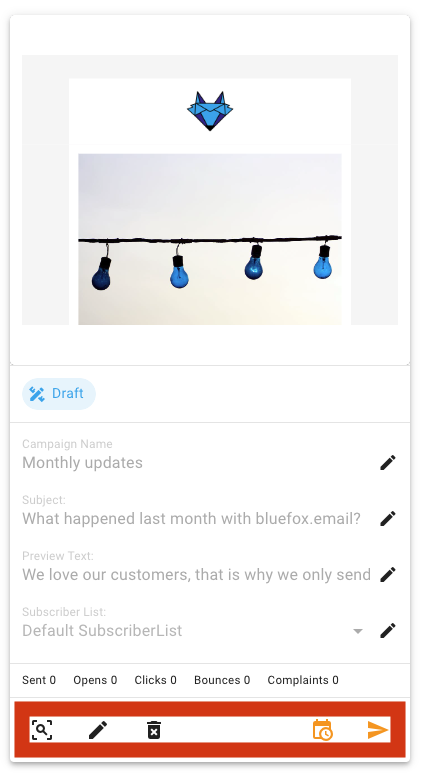 Draft
Campaign Name
Monthly updates
Subject:
What happened last month with bluefox.email?
Preview Text:
We love our customers, that is why we only send
Subscriber List:
Default SubscriberList
Sent 0 Opens 0 Clicks 0 Bounces 0 Complaints 0